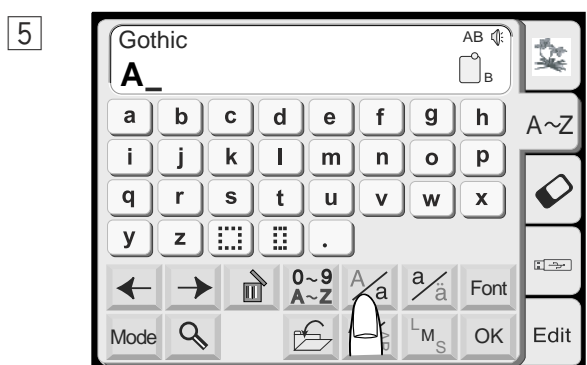 5
Gothic AB
A_ B
a b c d e f g h
A~Z
i j k l m n o p
q r s t u v w x
y z .
0~9 A~Z A/a a/ä Font
Mode L M S OK Edit